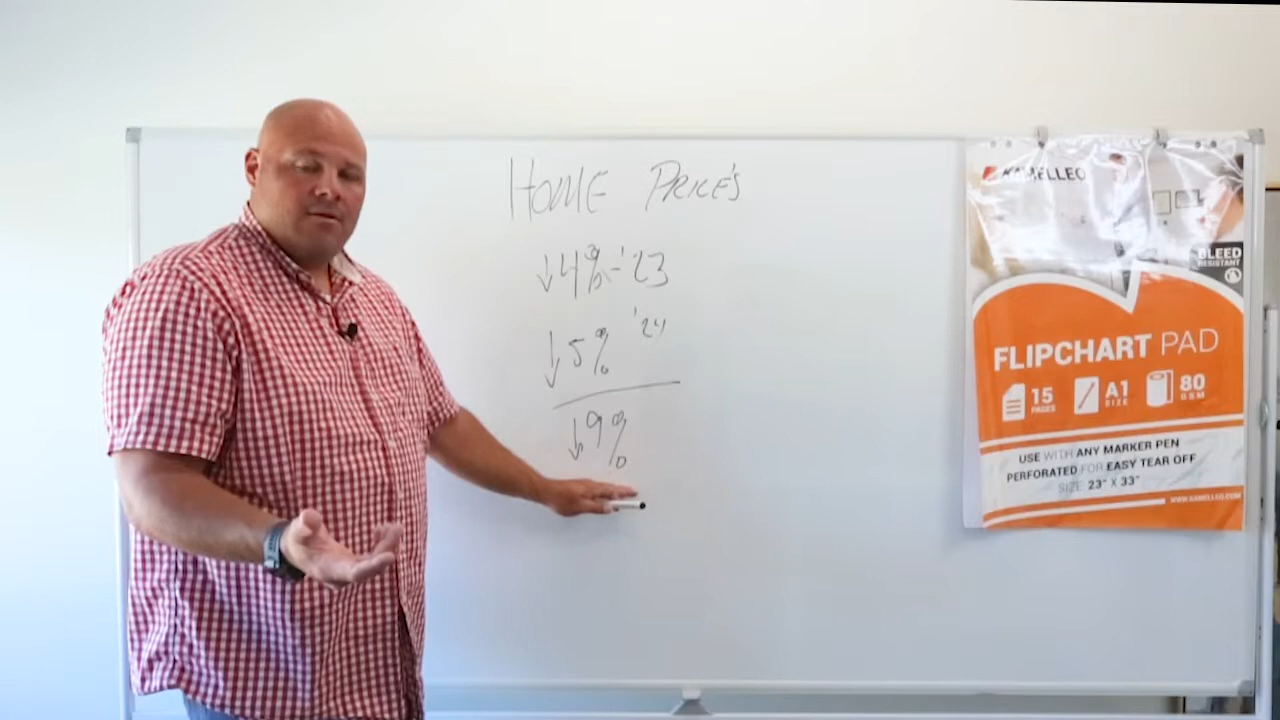 HOME PRICE'S
↓4% - '23
↓5% '24
↓9%
KAMELLEO
BLEED
RESISTANT
FLIPCHART PAD
15
PAGES
A1
SIZE
80
GSM
USE WITH ANY MARKER PEN
PERFORATED FOR EASY TEAR OFF
SIZE 23" X 33"
WWW.KAMELLEO.COM